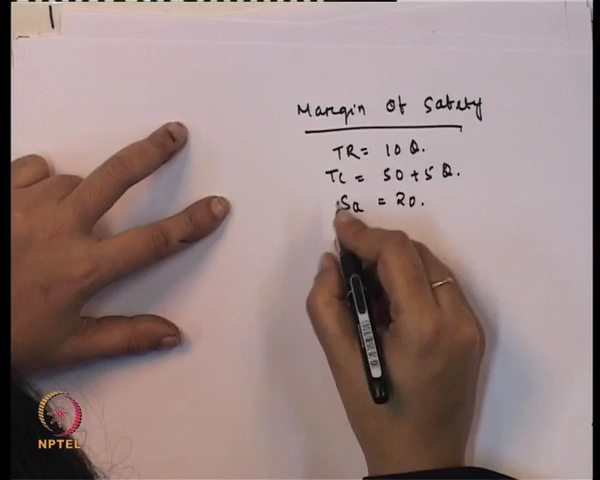 Margin of Safety
TR = 10 Q.
TC = 50 + 5 Q.
Sa = 20.
NPTEL